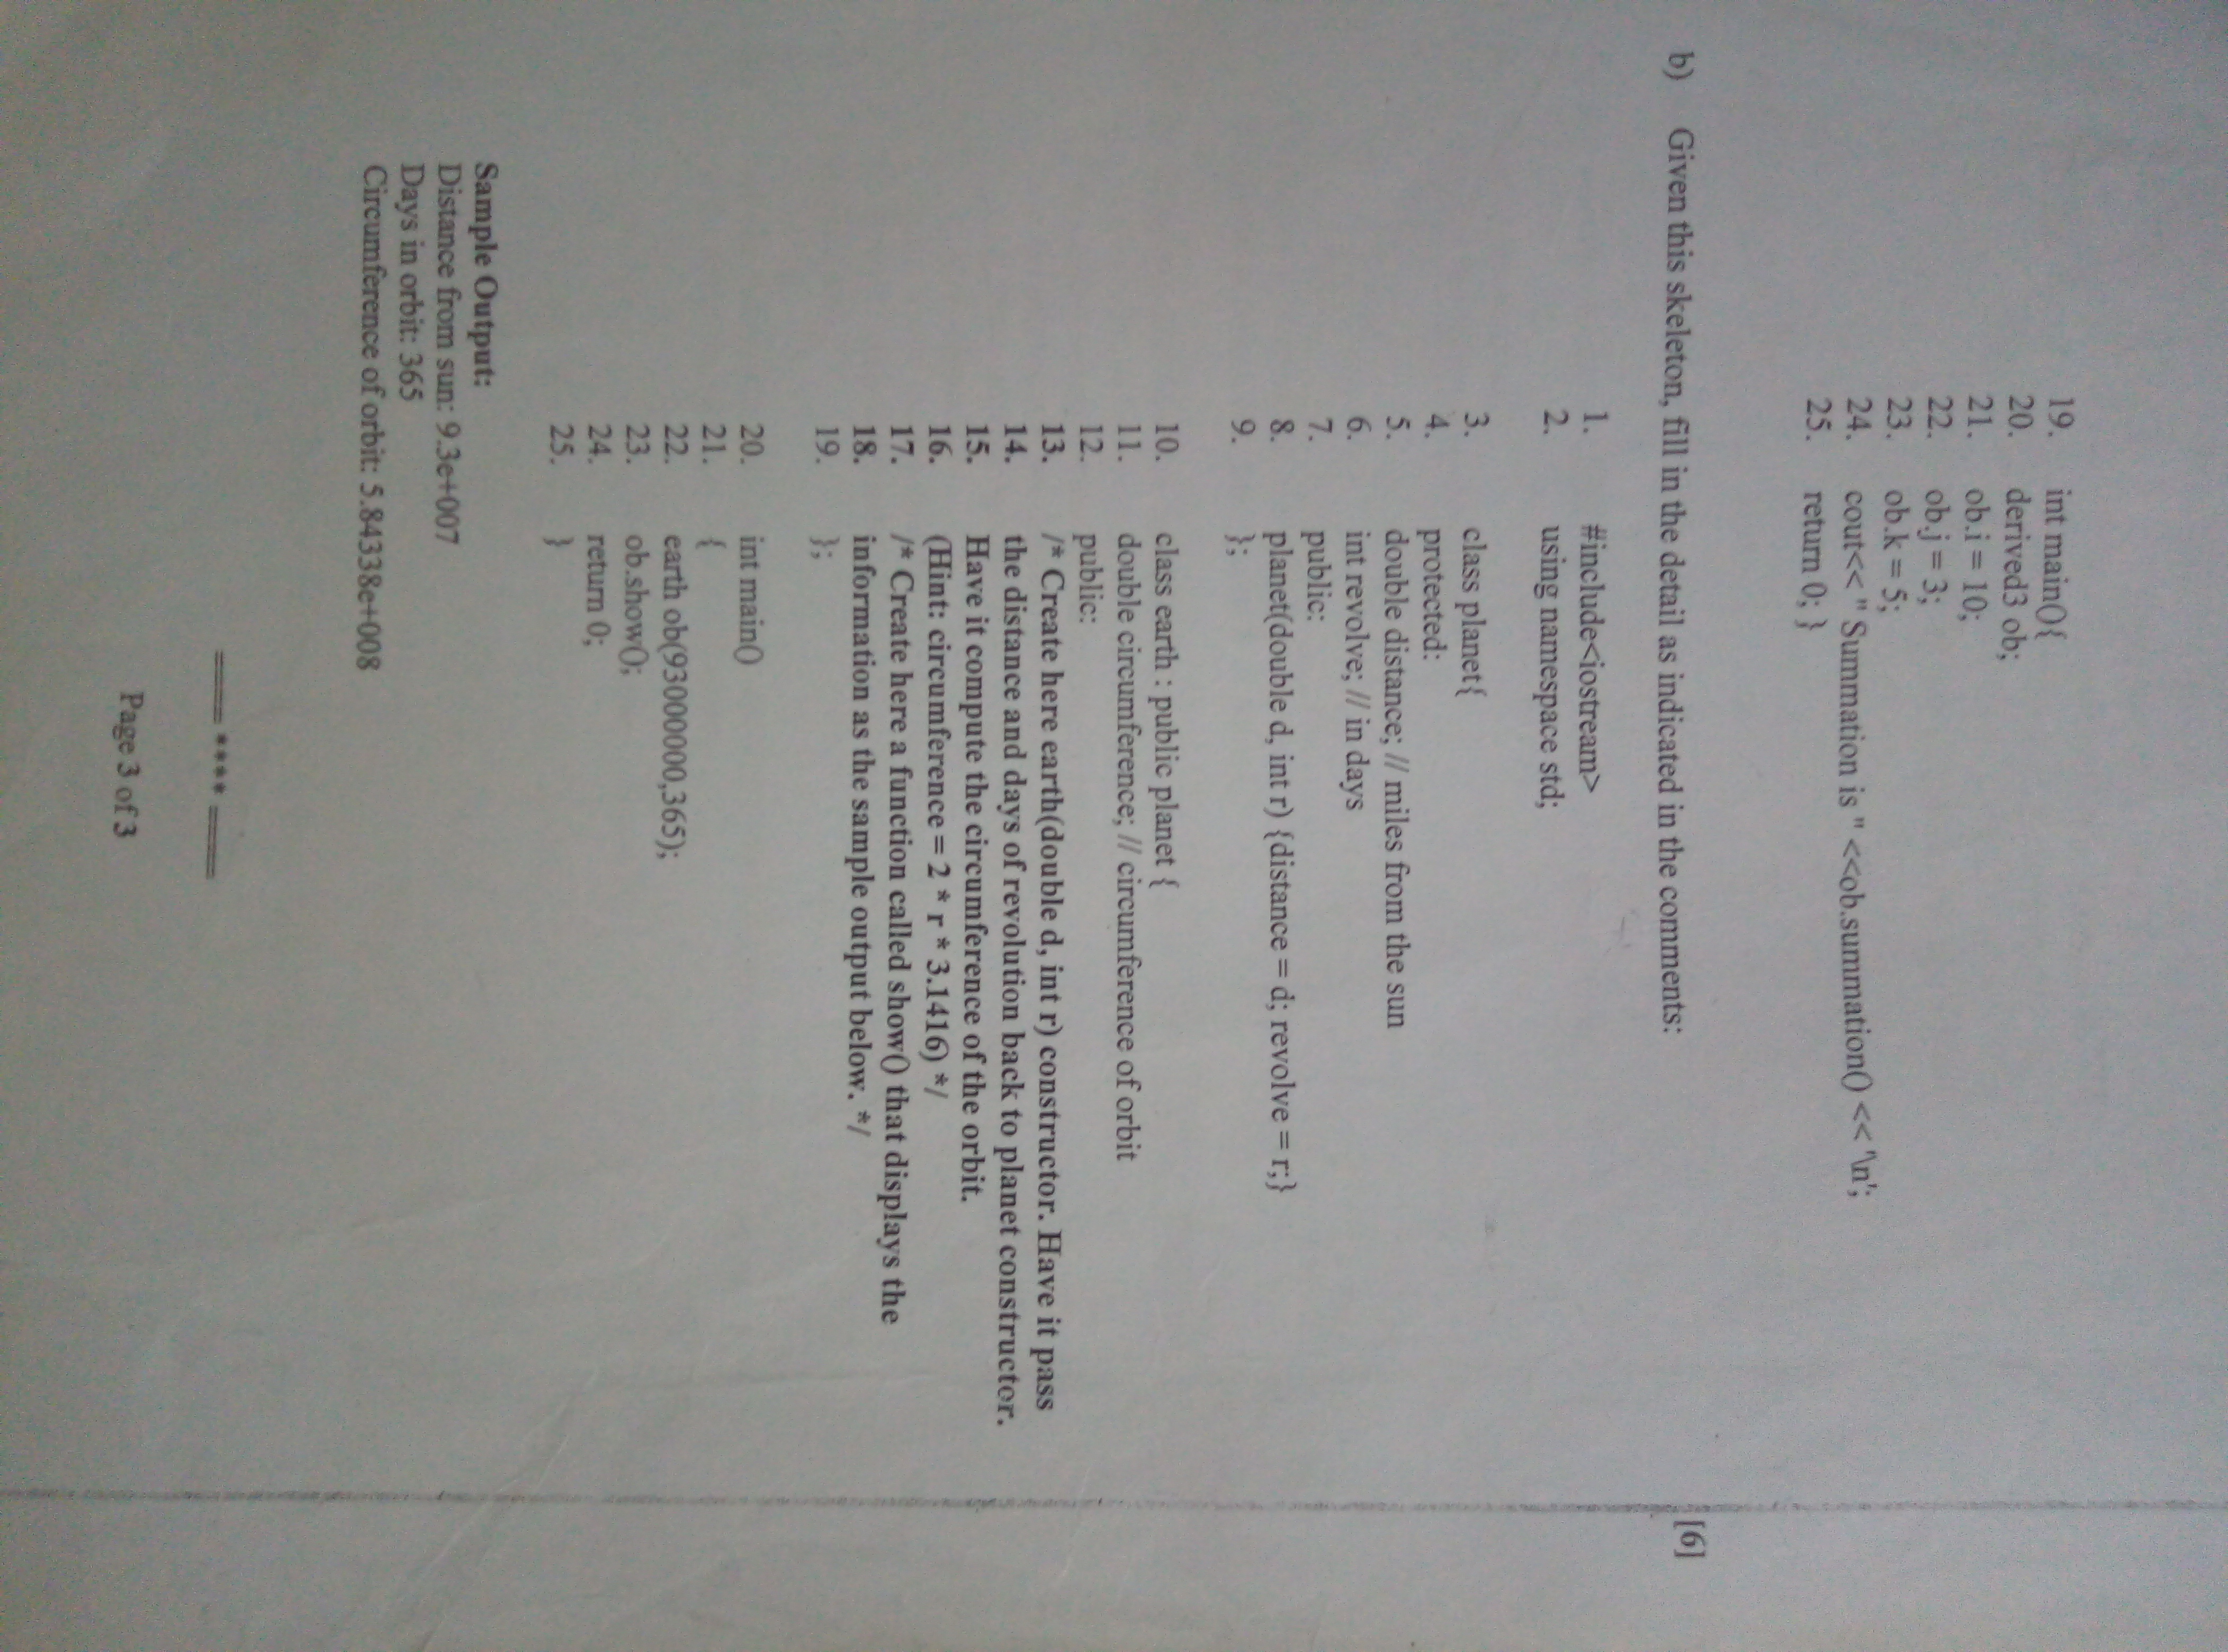 19. int main(){
20. derived3 ob;
21. ob.i = 10;
22. ob.j = 3;
23. ob.k = 5;
24. cout<< " Summation is " <<ob.summation() << '\n';
25. return 0; }
b) Given this skeleton, fill in the detail as indicated in the comments: [6]
1. #include<iostream>
2. using namespace std;
3. class planet{
4. protected:
5. double distance; // miles from the sun
6. int revolve; // in days
7. public:
8. planet(double d, int r) {distance = d; revolve = r;}
9. };
10. class earth : public planet {
11. double circumference; // circumference of orbit
12. public:
13. /* Create here earth(double d, int r) constructor. Have it pass
14. the distance and days of revolution back to planet constructor.
15. Have it compute the circumference of the orbit.
16. (Hint: circumference = 2 * r * 3.1416) */
17. /* Create here a function called show() that displays the
18. information as the sample output below. */
19. };
20. int main()
21. {
22. earth ob(93000000,365);
23. ob.show();
24. return 0;
25. }
Sample Output:
Distance from sun: 9.3e+007
Days in orbit: 365
Circumference of orbit: 5.84338e+008
==== **** ====
Page 3 of 3